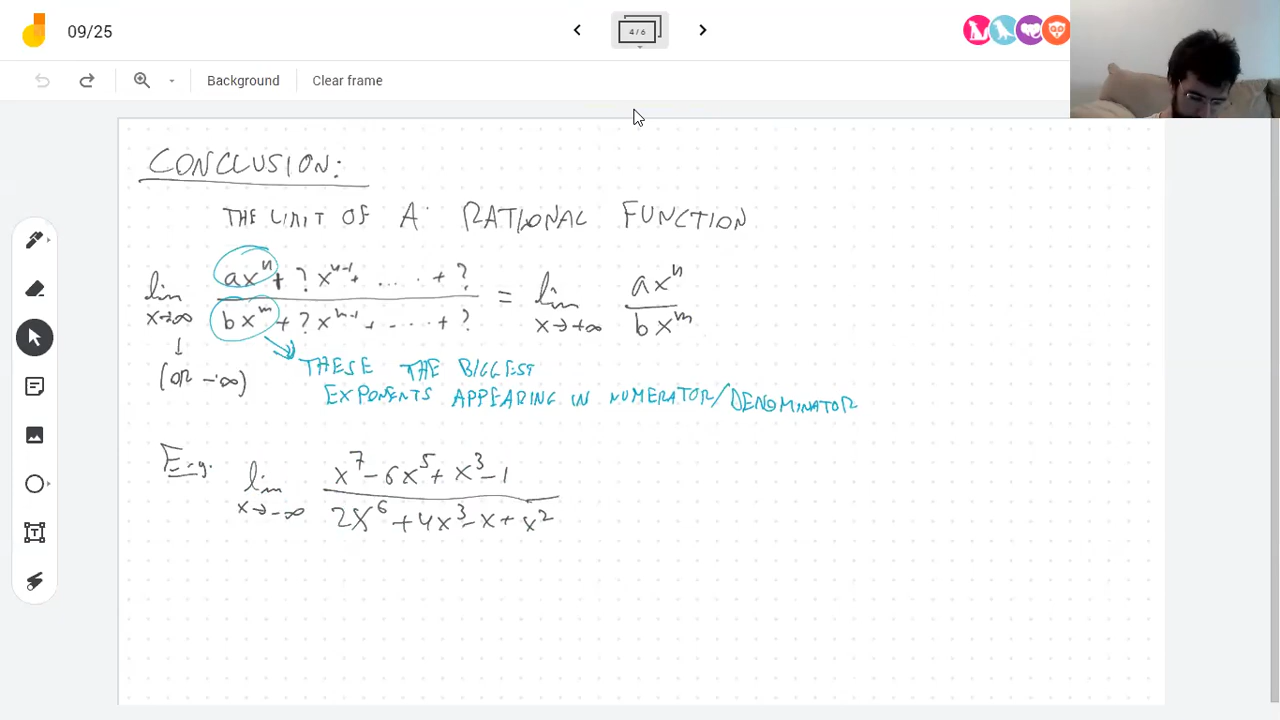 09/25
4 / 6
Background
Clear frame
CONCLUSION:
THE LIMIT OF A RATIONAL FUNCTION
lim x→∞ (ax^n + ? x^(n-1) + .... + ?) / (bx^m + ? x^(m-1) + .... + ?) = lim x→+∞ ax^n / bx^m
(OR -∞)
THESE THE BIGGEST
EXPONENTS APPEARING IN NUMERATOR/DENOMINATOR
E.g. lim x→-∞ (x^7 - 6x^5 + x^3 - 1) / (2x^6 + 4x^3 - x + x^2)